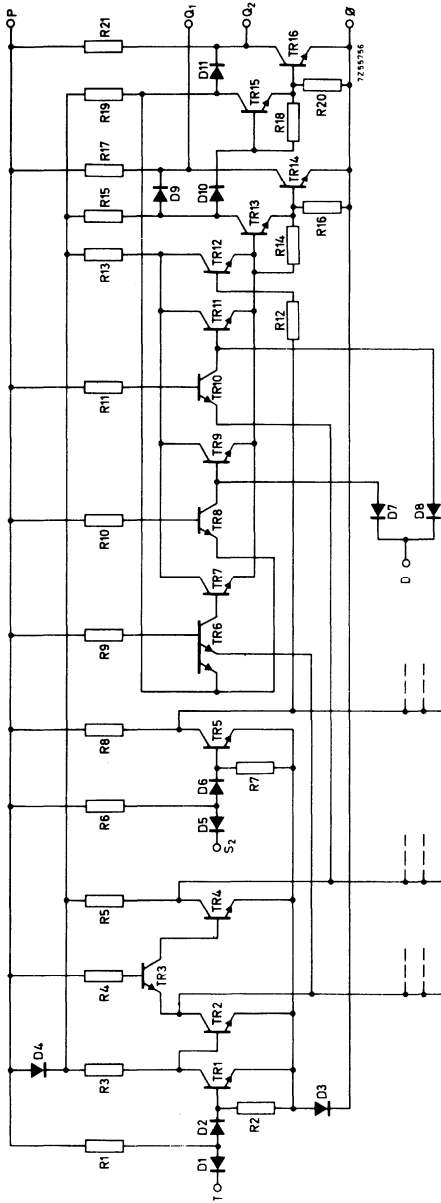 P
D4
R1
R3
R4
R5
R6
R8
R9
R10
R11
R13
R15
R17
R19
R21
Q1
TR3
D9
D1
D2
TR1
TR2
TR4
D5
D6
TR5
TR6
TR7
TR8
TR9
TR10
TR11
TR12
TR13
D10
TR15
D11
Q2
T
S2
R2
R7
R12
R14
TR14
R18
TR16
R16
R20
D3
Ø
7Z55756
D7
D
D8